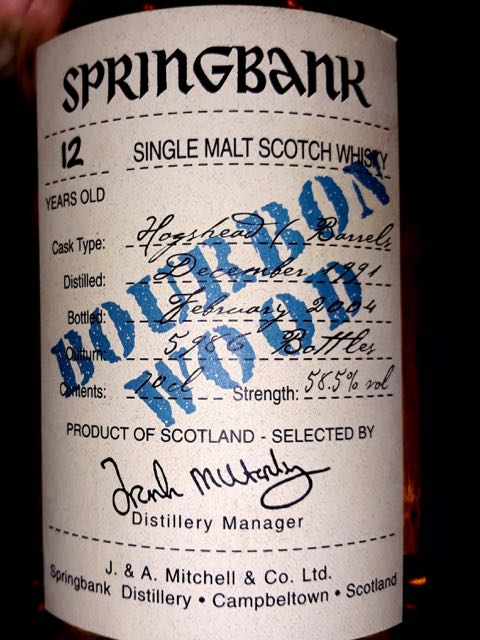 SPRINGBANK
12 SINGLE MALT SCOTCH WHISKY
YEARS OLD
BOURBON
WOOD
Cask Type: Hogshead / Barrels
Distilled: December 1991
Bottled: February 2004
Outturn: 5986 Bottles
Contents: 70cl Strength: 58.5% vol
PRODUCT OF SCOTLAND - SELECTED BY
Frank McHardy
Distillery Manager
J. & A. Mitchell & Co. Ltd.
Springbank Distillery • Campbeltown • Scotland